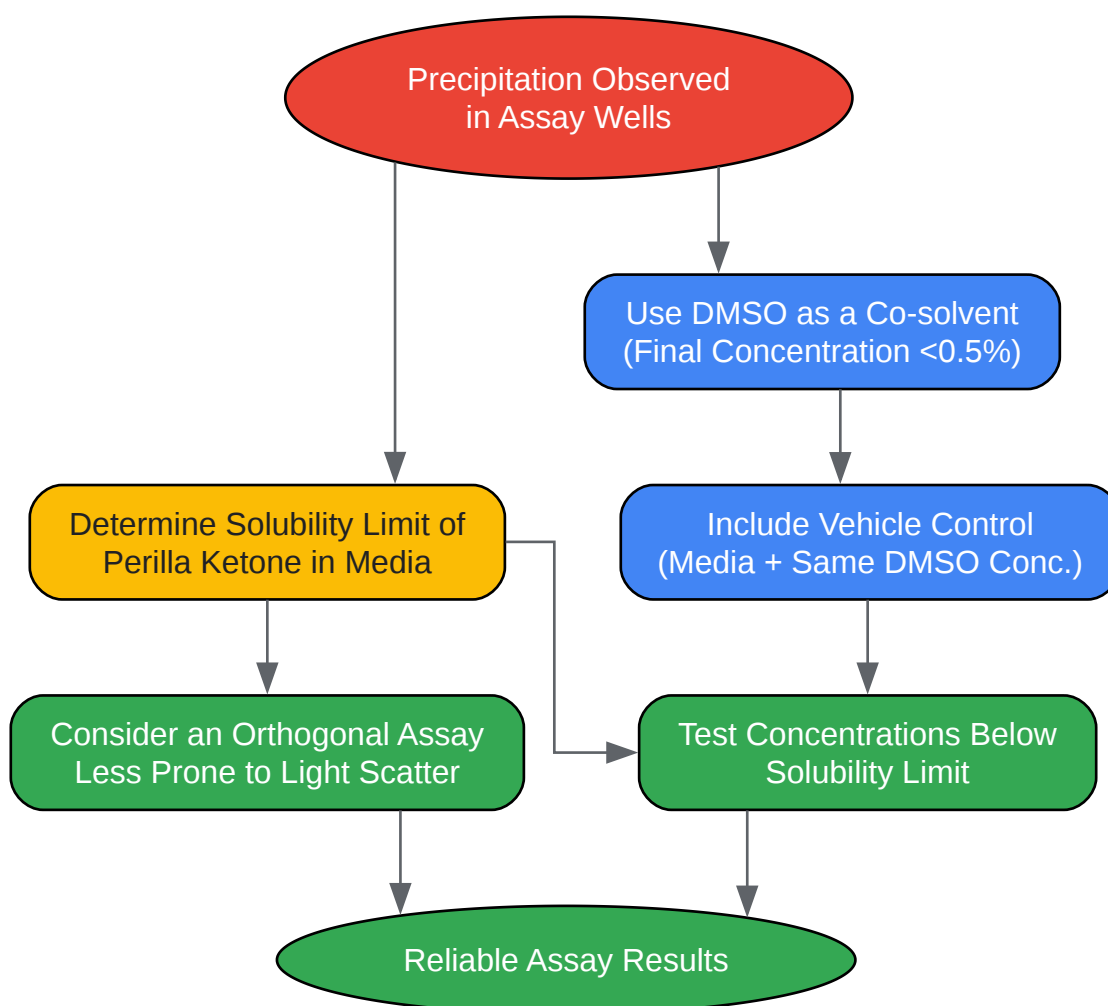 Precipitation Observed
in Assay Wells
Use DMSO as a Co-solvent
(Final Concentration <0.5%)
Determine Solubility Limit of
Perilla Ketone in Media
Include Vehicle Control
(Media + Same DMSO Conc.)
Consider an Orthogonal Assay
Less Prone to Light Scatter
Test Concentrations Below
Solubility Limit
Reliable Assay Results